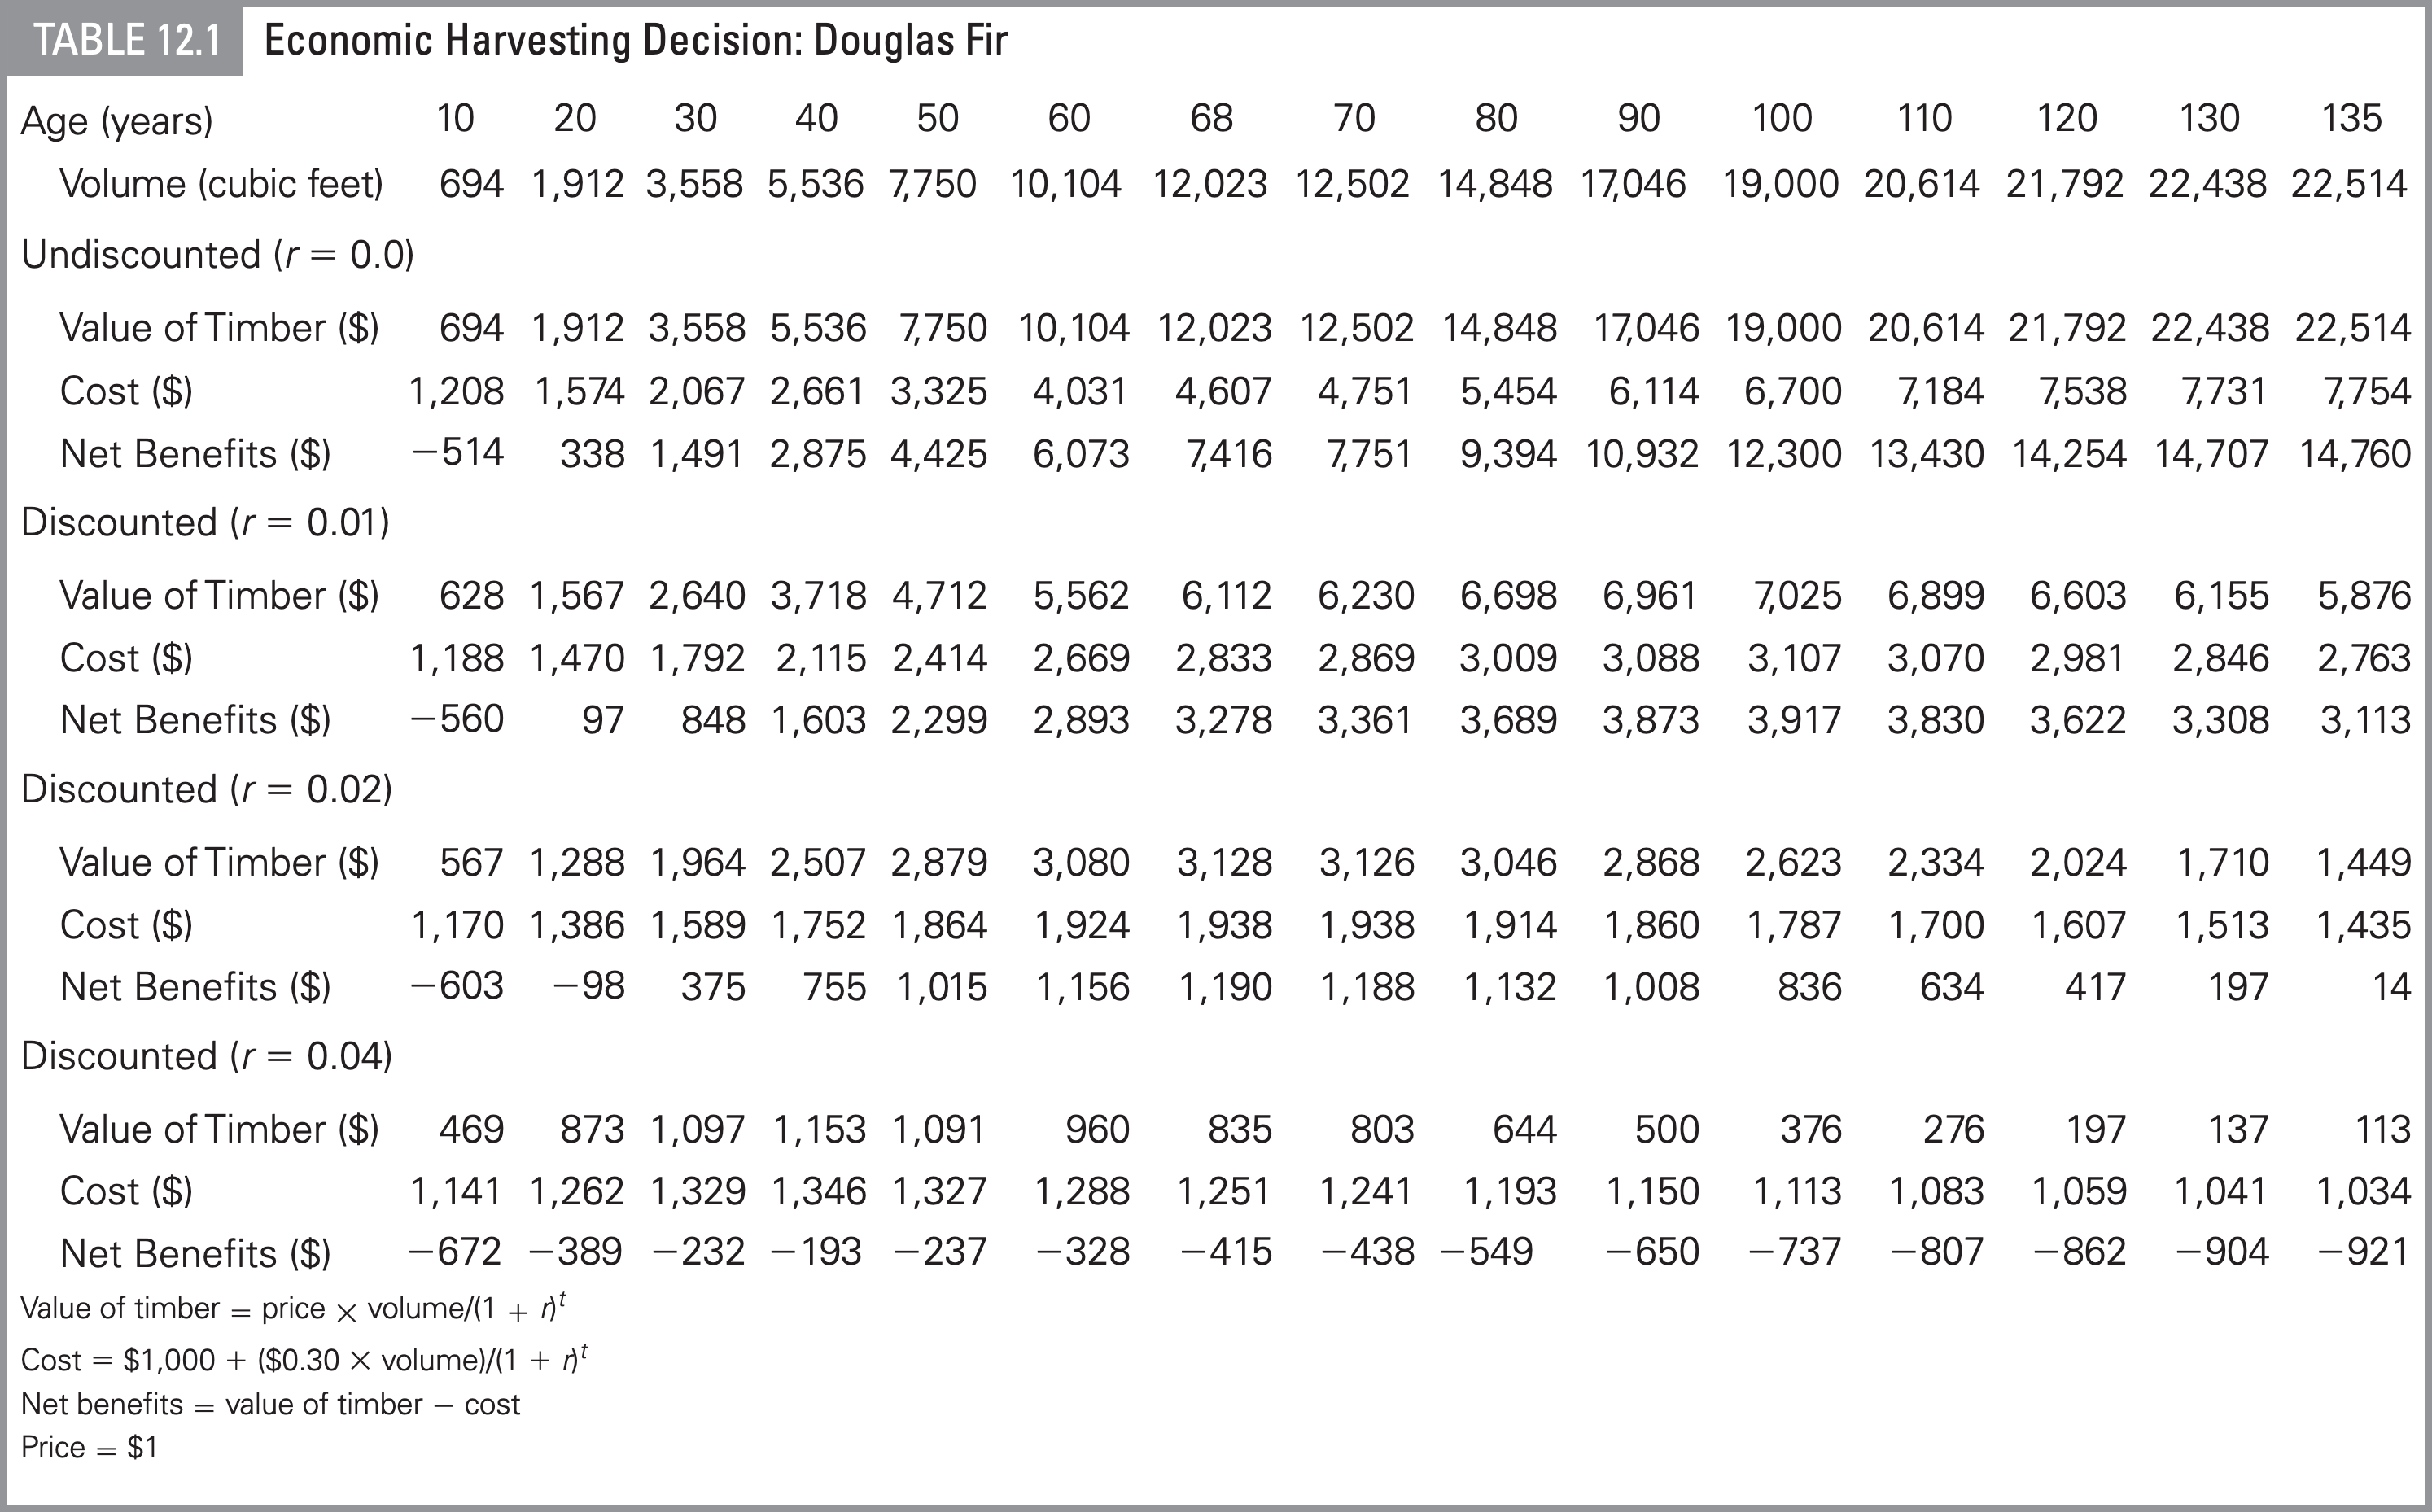 TABLE 12.1 Economic Harvesting Decision: Douglas Fir
Age (years) 10 20 30 40 50 60 68 70 80 90 100 110 120 130 135
Volume (cubic feet) 694 1,912 3,558 5,536 7,750 10,104 12,023 12,502 14,848 17,046 19,000 20,614 21,792 22,438 22,514
Undiscounted (r = 0.0)
Value of Timber ($) 694 1,912 3,558 5,536 7,750 10,104 12,023 12,502 14,848 17,046 19,000 20,614 21,792 22,438 22,514
Cost ($) 1,208 1,574 2,067 2,661 3,325 4,031 4,607 4,751 5,454 6,114 6,700 7,184 7,538 7,731 7,754
Net Benefits ($) −514 338 1,491 2,875 4,425 6,073 7,416 7,751 9,394 10,932 12,300 13,430 14,254 14,707 14,760
Discounted (r = 0.01)
Value of Timber ($) 628 1,567 2,640 3,718 4,712 5,562 6,112 6,230 6,698 6,961 7,025 6,899 6,603 6,155 5,876
Cost ($) 1,188 1,470 1,792 2,115 2,414 2,669 2,833 2,869 3,009 3,088 3,107 3,070 2,981 2,846 2,763
Net Benefits ($) −560 97 848 1,603 2,299 2,893 3,278 3,361 3,689 3,873 3,917 3,830 3,622 3,308 3,113
Discounted (r = 0.02)
Value of Timber ($) 567 1,288 1,964 2,507 2,879 3,080 3,128 3,126 3,046 2,868 2,623 2,334 2,024 1,710 1,449
Cost ($) 1,170 1,386 1,589 1,752 1,864 1,924 1,938 1,938 1,914 1,860 1,787 1,700 1,607 1,513 1,435
Net Benefits ($) −603 −98 375 755 1,015 1,156 1,190 1,188 1,132 1,008 836 634 417 197 14
Discounted (r = 0.04)
Value of Timber ($) 469 873 1,097 1,153 1,091 960 835 803 644 500 376 276 197 137 113
Cost ($) 1,141 1,262 1,329 1,346 1,327 1,288 1,251 1,241 1,193 1,150 1,113 1,083 1,059 1,041 1,034
Net Benefits ($) −672 −389 −232 −193 −237 −328 −415 −438 −549 −650 −737 −807 −862 −904 −921
Value of timber = price × volume/(1 + r)^t
Cost = $1,000 + ($0.30 × volume)/(1 + r)^t
Net benefits = value of timber − cost
Price = $1